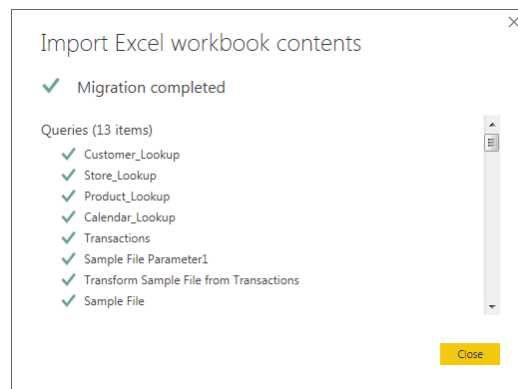 Import Excel workbook contents
Migration completed
Queries (13 items)
Customer_Lookup
Store_Lookup
Product_Lookup
Calendar_Lookup
Transactions
Sample File Parameter1
Transform Sample File from Transactions
Sample File
Close